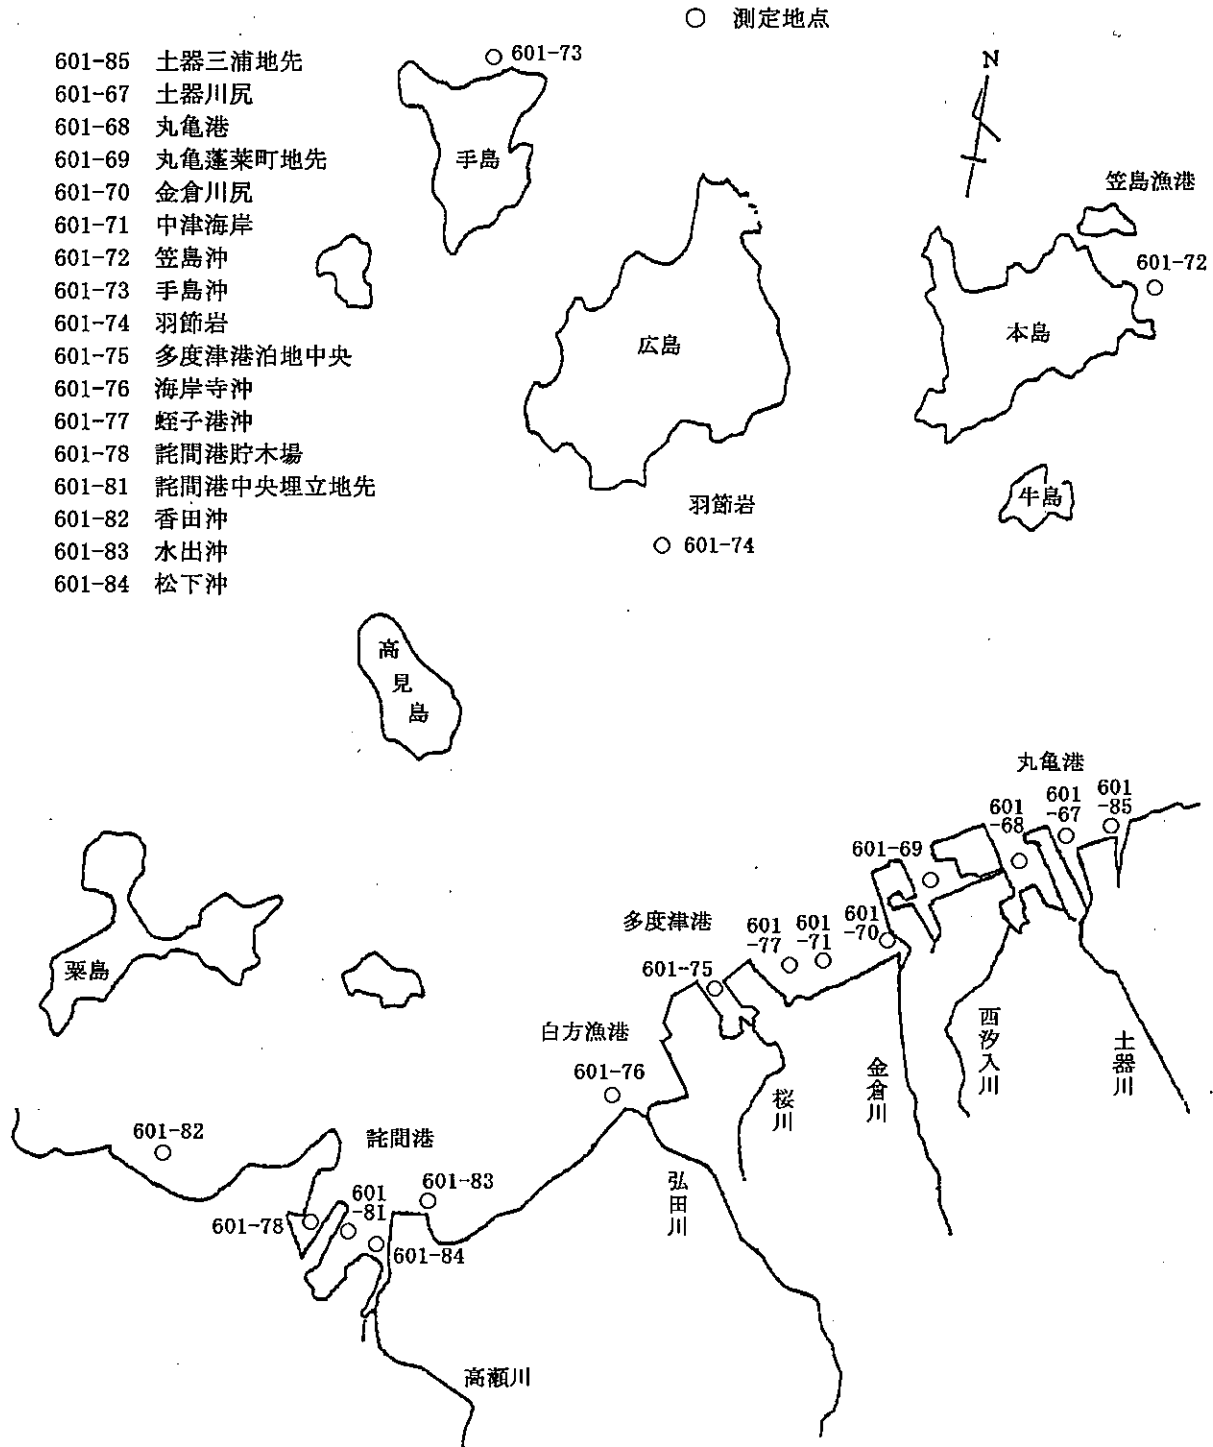 ○ 測定地点
601-85 土器三浦地先
601-67 土器川尻
601-68 丸亀港
601-69 丸亀蓬莱町地先
601-70 金倉川尻
601-71 中津海岸
601-72 笠島沖
601-73 手島沖
601-74 羽節岩
601-75 多度津港泊地中央
601-76 海岸寺沖
601-77 蛭子港沖
601-78 詫間港貯木場
601-81 詫間港中央埋立地先
601-82 香田沖
601-83 水出沖
601-84 松下沖
601-73
手島
N
笠島漁港
601-72
広島
本島
羽節岩
601-74
牛島
高見島
丸亀港
601-85
601-67
601-68
601-69
多度津港
601-77
601-71
601-70
601-75
粟島
白方漁港
601-76
桜川
金倉川
西汐入川
土器川
弘田川
601-82
詫間港
601-83
601-81
601-78
601-84
高瀬川